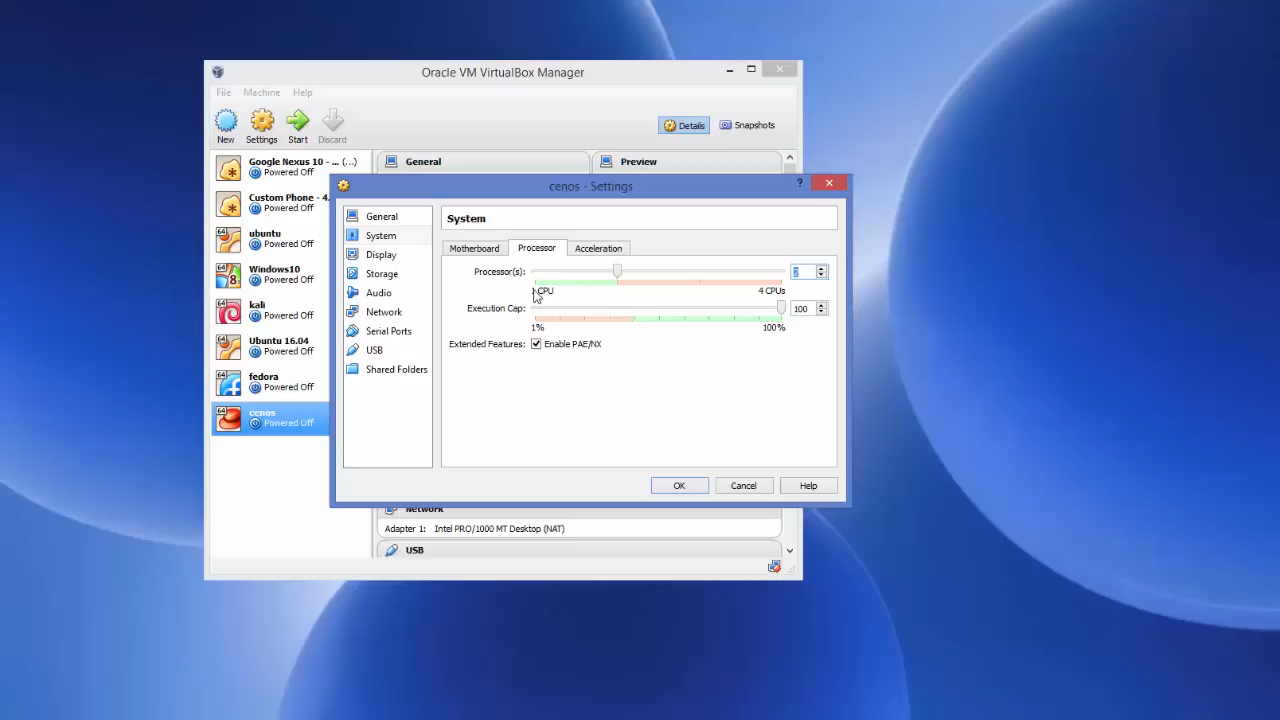 Oracle VM VirtualBox Manager
File Machine Help
New Settings Start Discard
Details Snapshots
Google Nexus 10 - ... (...)
Powered Off
Custom Phone - 4.
Powered Off
ubuntu
Powered Off
Windows10
Powered Off
kali
Powered Off
Ubuntu 16.04
Powered Off
fedora
Powered Off
cenos
Powered Off
General Preview
cenos - Settings
?
General
System
Display
Storage
Audio
Network
Serial Ports
USB
Shared Folders
System
Motherboard Processor Acceleration
Processor(s): 2
1 CPU 4 CPUs
Execution Cap: 100
1% 100%
Extended Features: Enable PAE/NX
OK Cancel Help
Network
Adapter 1: Intel PRO/1000 MT Desktop (NAT)
USB